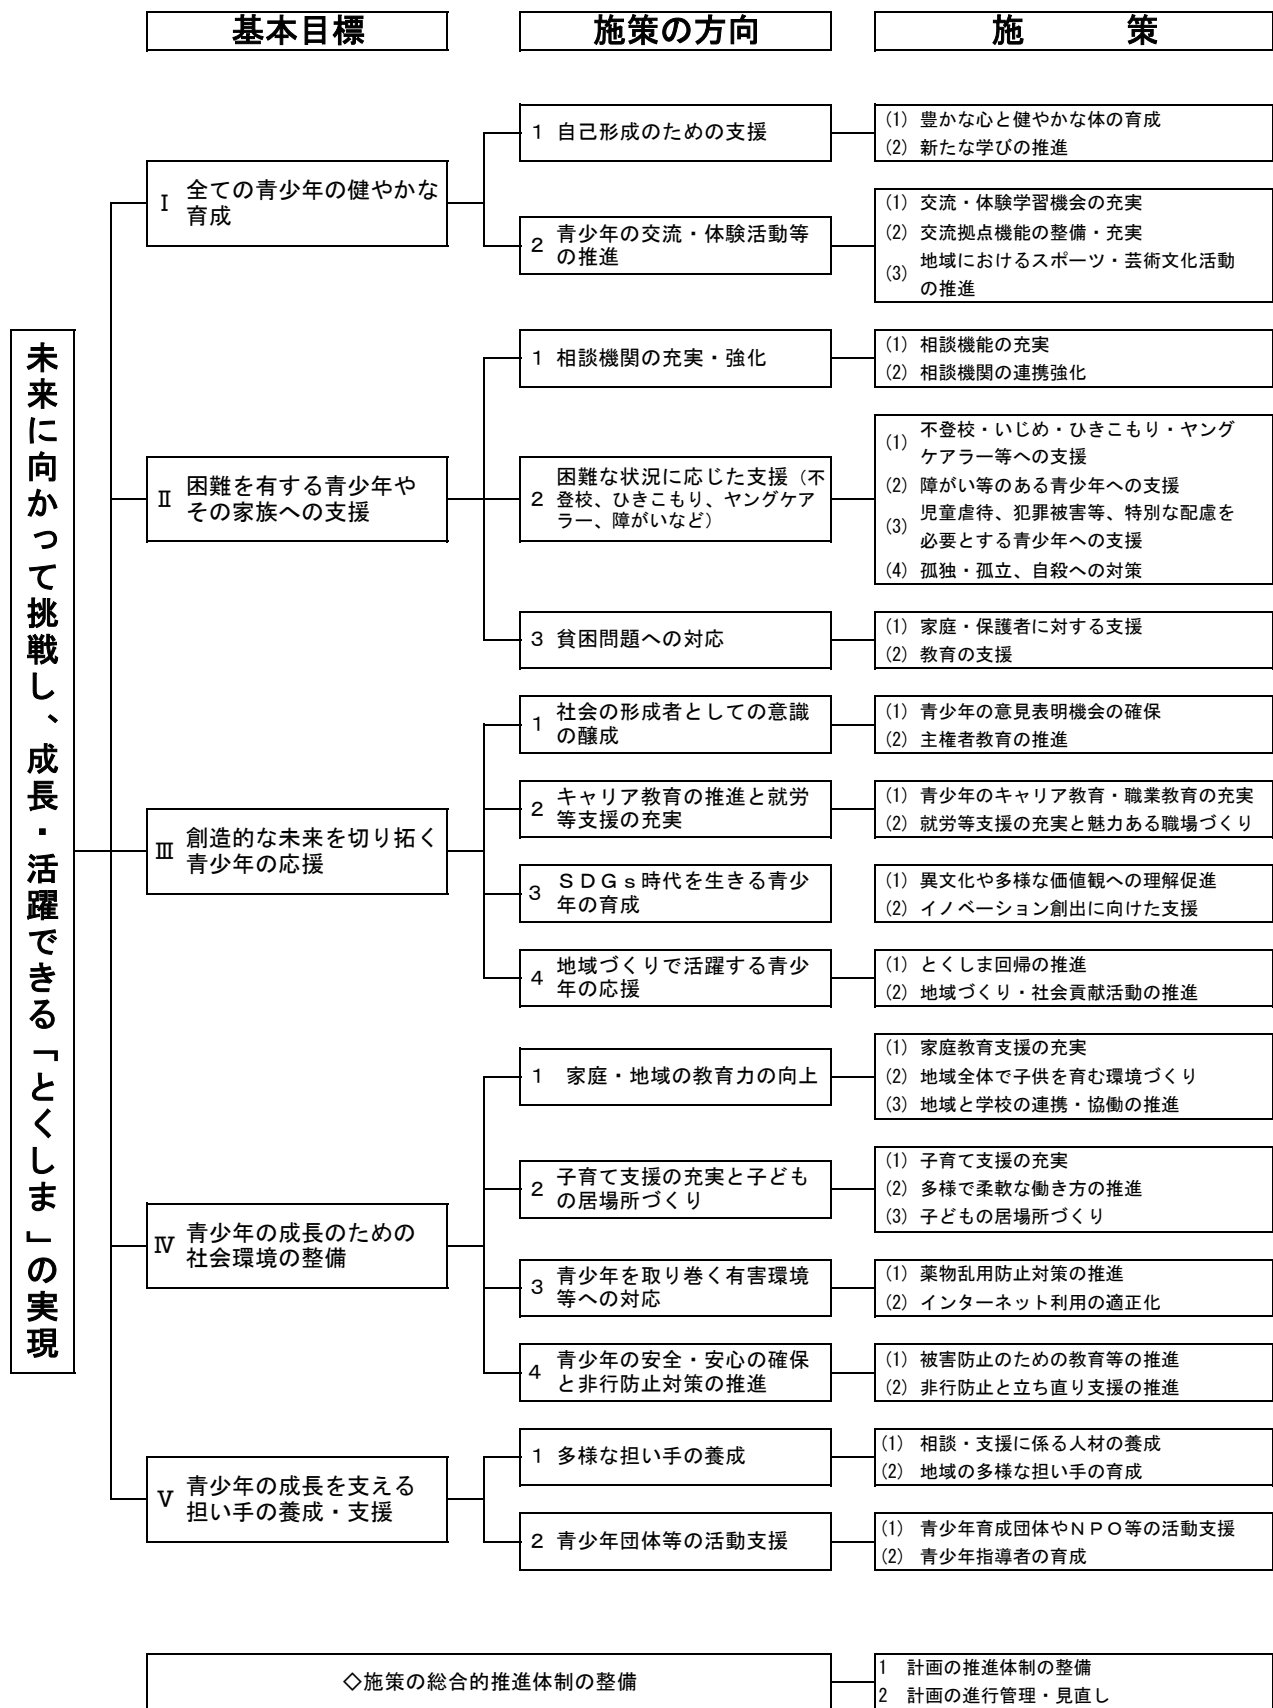 基本目標
施策の方向
施　　策
未来に向かって挑戦し、成長・活躍できる「とくしま」の実現
Ⅰ 全ての青少年の健やかな
育成
1 自己形成のための支援
(1) 豊かな心と健やかな体の育成
(2) 新たな学びの推進
2 青少年の交流・体験活動等
の推進
(1) 交流・体験学習機会の充実
(2) 交流拠点機能の整備・充実
(3) 地域におけるスポーツ・芸術文化活動
の推進
Ⅱ 困難を有する青少年や
その家族への支援
1 相談機関の充実・強化
(1) 相談機能の充実
(2) 相談機関の連携強化
2 困難な状況に応じた支援（不
登校、ひきこもり、ヤングケア
ラー、障がいなど）
(1) 不登校・いじめ・ひきこもり・ヤング
ケアラー等への支援
(2) 障がい等のある青少年への支援
(3) 児童虐待、犯罪被害等、特別な配慮を
必要とする青少年への支援
(4) 孤独・孤立、自殺への対策
3 貧困問題への対応
(1) 家庭・保護者に対する支援
(2) 教育の支援
Ⅲ 創造的な未来を切り拓く
青少年の応援
1 社会の形成者としての意識
の醸成
(1) 青少年の意見表明機会の確保
(2) 主権者教育の推進
2 キャリア教育の推進と就労
等支援の充実
(1) 青少年のキャリア教育・職業教育の充実
(2) 就労等支援の充実と魅力ある職場づくり
3 ＳＤＧｓ時代を生きる青少
年の育成
(1) 異文化や多様な価値観への理解促進
(2) イノベーション創出に向けた支援
4 地域づくりで活躍する青少
年の応援
(1) とくしま回帰の推進
(2) 地域づくり・社会貢献活動の推進
Ⅳ 青少年の成長のための
社会環境の整備
1 家庭・地域の教育力の向上
(1) 家庭教育支援の充実
(2) 地域全体で子供を育む環境づくり
(3) 地域と学校の連携・協働の推進
2 子育て支援の充実と子ども
の居場所づくり
(1) 子育て支援の充実
(2) 多様で柔軟な働き方の推進
(3) 子どもの居場所づくり
3 青少年を取り巻く有害環境
等への対応
(1) 薬物乱用防止対策の推進
(2) インターネット利用の適正化
4 青少年の安全・安心の確保
と非行防止対策の推進
(1) 被害防止のための教育等の推進
(2) 非行防止と立ち直り支援の推進
Ⅴ 青少年の成長を支える
担い手の養成・支援
1 多様な担い手の養成
(1) 相談・支援に係る人材の養成
(2) 地域の多様な担い手の育成
2 青少年団体等の活動支援
(1) 青少年育成団体やＮＰＯ等の活動支援
(2) 青少年指導者の育成
◇施策の総合的推進体制の整備
1 計画の推進体制の整備
2 計画の進行管理・見直し